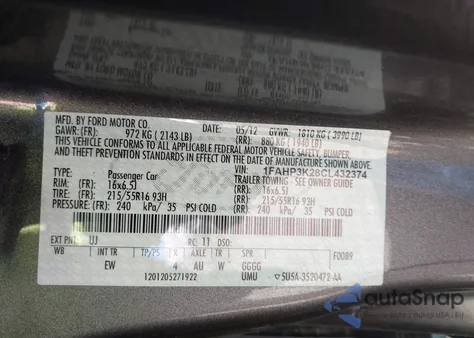 MFD. BY FORD MOTOR CO. DATE: 05/12 GVWR: 1810 KG ( 3990 LB)
GAWR: (FR): 972 KG ( 2143 LB) (RR): 880 KG ( 1940 LB)
THIS VEHICLE CONFORMS TO ALL APPLICABLE FEDERAL MOTOR VEHICLE SAFETY, BUMPER,
AND THEFT PREVENTION STANDARDS IN EFFECT ON THE DATE OF MANUFACTURE SHOWN ABOVE.
VIN: 1FAHP3K28CL432374
TYPE: Passenger Car TRAILER TOWING - SEE OWNER GUIDE
RIM: (FR) 16x6.5J (RR): 16x6.5J
TIRE: (FR): 215/55R16 93H (RR): 215/55R16 93H
PSI: (FR) 240 kPa/ 35 (RR): 240 kPa/ 35
EXT PNT: UJ RC: 11 DSO: F0089
WB INT TR TP/PS R AXLE TR SPR
EW 4 AU W GGGG
1201205271922 UMU 5U5A-3520472-AA
autoSnap